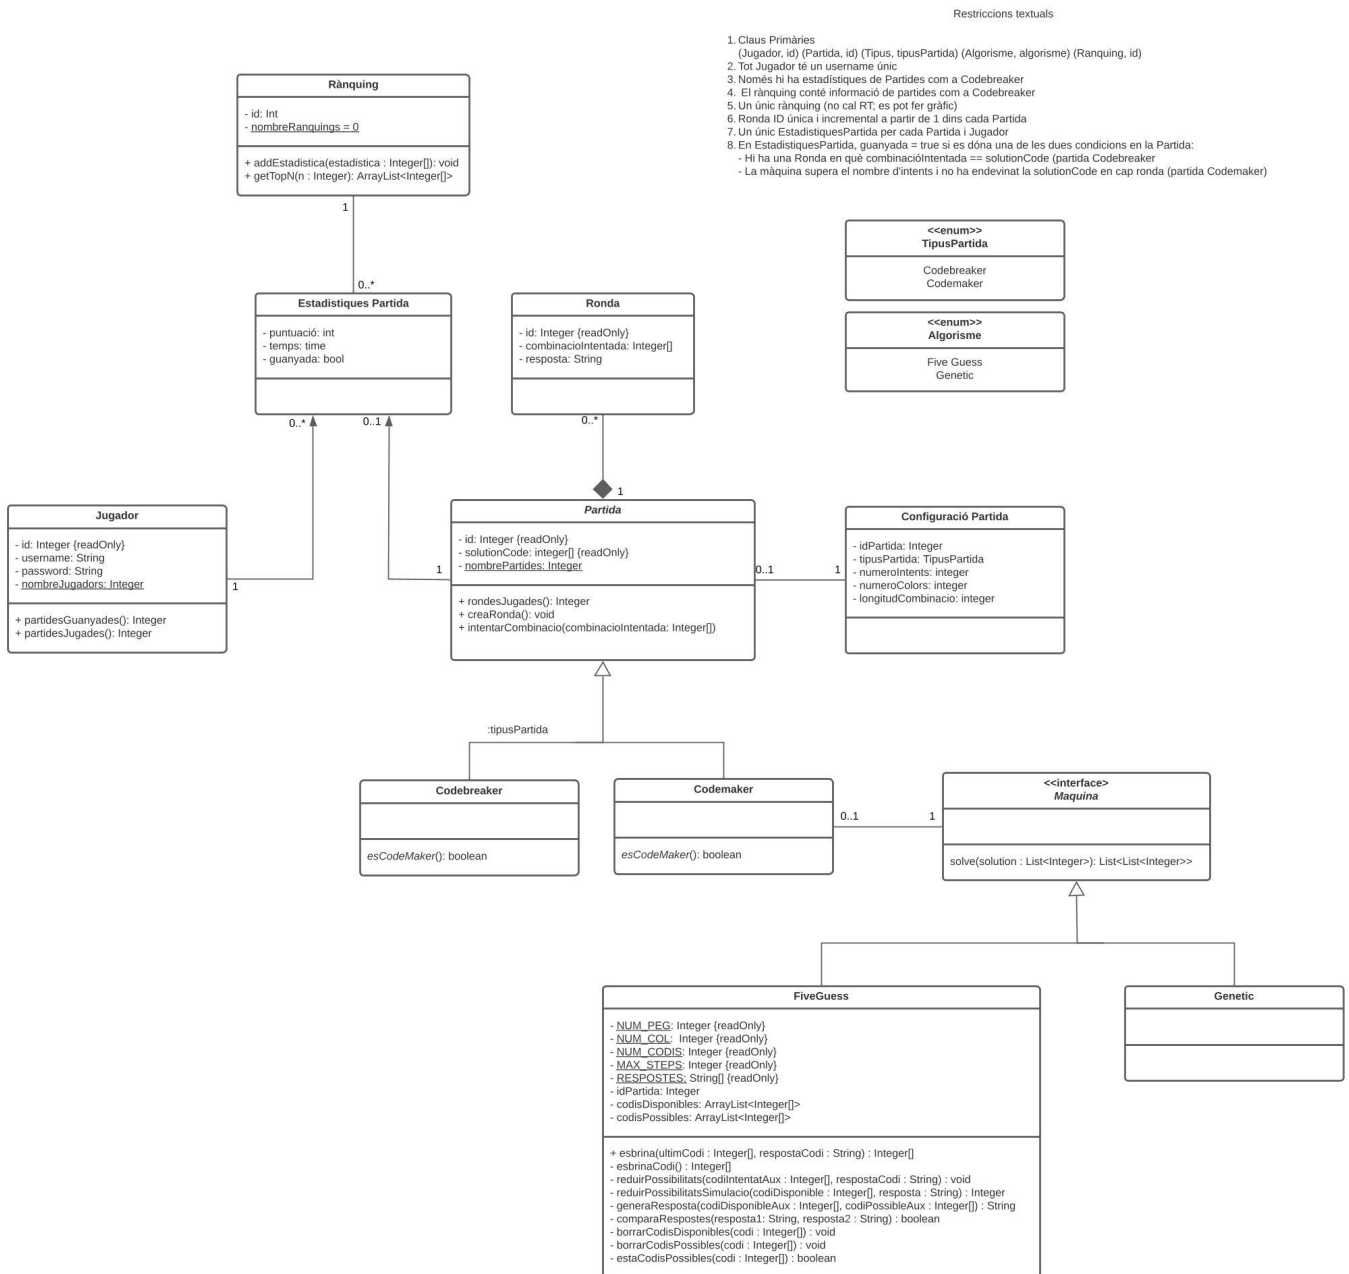 Restriccions textuals
1. Claus Primàries
(Jugador, id) (Partida, id) (Tipus, tipusPartida) (Algorisme, algorisme) (Ranquing, id)
2. Tot Jugador té un username únic
3. Només hi ha estadístiques de Partides com a Codebreaker
4. El rànquing conté informació de partides com a Codebreaker
5. Un únic rànquing (no cal RT; es pot fer gràfic)
6. Ronda ID única i incremental a partir de 1 dins cada Partida
7. Un únic EstadistiquesPartida per cada Partida i Jugador
8. En EstadistiquesPartida, guanyada = true si es dóna una de les dues condicions en la Partida:
- Hi ha una Ronda en què combinacióIntentada == solutionCode (partida Codebreaker
- La màquina supera el nombre d'intents i no ha endevinat la solutionCode en cap ronda (partida Codemaker)
Rànquing
- id: Int
- nombreRanquings = 0
+ addEstadistica(estadistica : Integer[]): void
+ getTopN(n : Integer): ArrayList<Integer[]>
1
0..*
<<enum>>
TipusPartida
Codebreaker
Codemaker
<<enum>>
Algorisme
Five Guess
Genetic
Estadistiques Partida
- puntuació: int
- temps: time
- guanyada: bool
0..*
0..1
Ronda
- id: Integer {readOnly}
- combinacioIntentada: Integer[]
- resposta: String
0..*
1
Jugador
- id: Integer {readOnly}
- username: String
- password: String
- nombreJugadors: Integer
+ partidesGuanyades(): Integer
+ partidesJugades(): Integer
1
1
Partida
- id: Integer {readOnly}
- solutionCode: integer[] {readOnly}
- nombrePartides: Integer
+ rondesJugades(): Integer
+ creaRonda(): void
+ intentarCombinacio(combinacioIntentada: Integer[])
0..1
1
Configuració Partida
- idPartida: Integer
- tipusPartida: TipusPartida
- numeroIntents: integer
- numeroColors: integer
- longitudCombinacio: integer
:tipusPartida
Codebreaker
esCodeMaker(): boolean
Codemaker
esCodeMaker(): boolean
0..1
1
<<interface>
Maquina
solve(solution : List<Integer>): List<List<Integer>>
FiveGuess
- NUM_PEG: Integer {readOnly}
- NUM_COL: Integer {readOnly}
- NUM_CODIS: Integer {readOnly}
- MAX_STEPS: Integer {readOnly}
- RESPOSTES: String[] {readOnly}
- idPartida: Integer
- codisDisponibles: ArrayList<Integer[]>
- codisPossibles: ArrayList<Integer[]>
+ esbrina(ultimCodi : Integer[], respostaCodi : String) : Integer[]
- esbrinaCodi() : Integer[]
- reduirPossibilitats(codiIntentatAux : Integer[], respostaCodi : String) : void
- reduirPossibilitatsSimulacio(codiDisponible : Integer[], resposta : String) : Integer
- generaResposta(codiDisponibleAux : Integer[], codiPossibleAux : Integer[]) : String
- comparaRespostes(resposta1: String, resposta2 : String) : boolean
- borrarCodisDisponibles(codi : Integer[]) : void
- borrarCodisPossibles(codi : Integer[]) : void
- estaCodisPossibles(codi : Integer[]) : boolean
Genetic